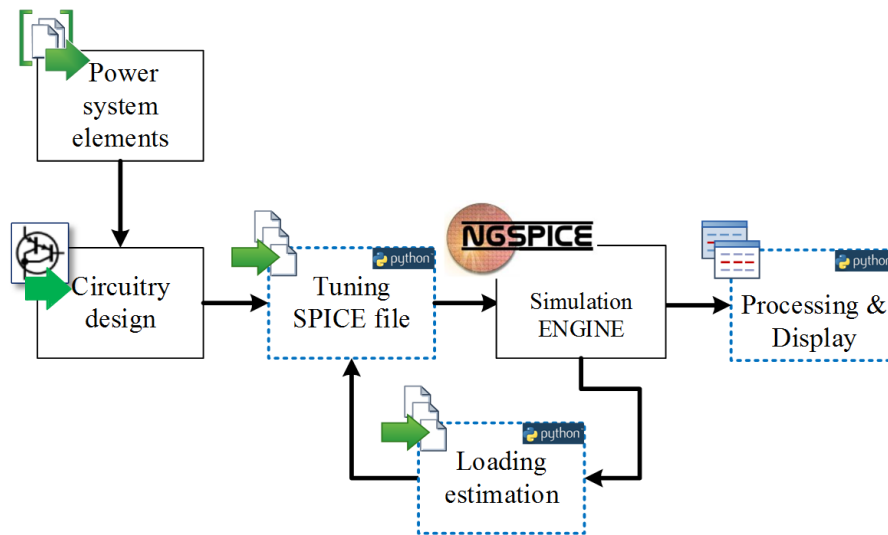 Power
system
elements
Circuitry
design
python
Tuning
SPICE file
NGSPICE
Simulation
ENGINE
python
Processing &
Display
python
Loading
estimation